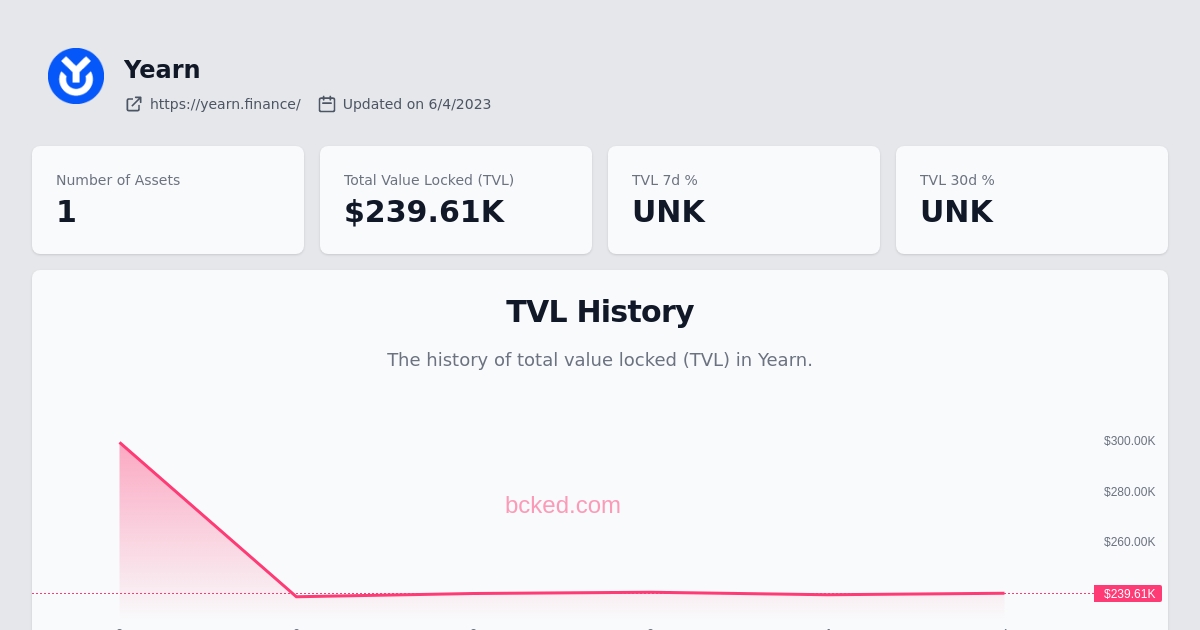 Yearn
https://yearn.finance/ Updated on 6/4/2023
Number of Assets
1
Total Value Locked (TVL)
$239.61K
TVL 7d %
UNK
TVL 30d %
UNK
TVL History
The history of total value locked (TVL) in Yearn.
$300.00K
$280.00K
bcked.com
$260.00K
$239.61K